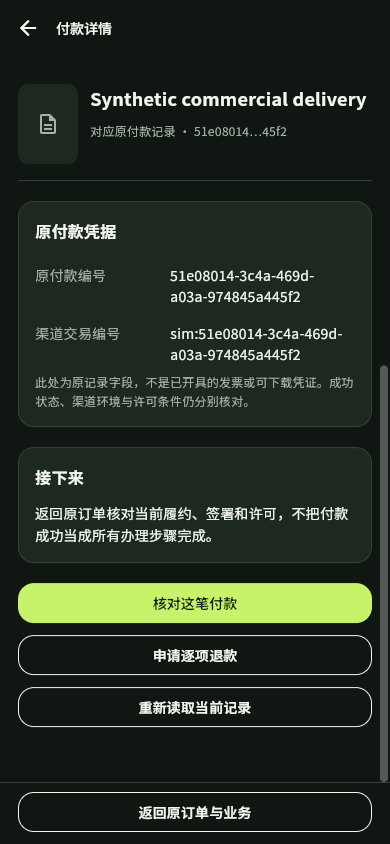 付款详情
Synthetic commercial delivery
对应原付款记录 · 51e08014…45f2
原付款凭据
原付款编号
51e08014-3c4a-469d-
a03a-974845a445f2
渠道交易编号
sim:51e08014-3c4a-469d-
a03a-974845a445f2
此处为原记录字段，不是已开具的发票或可下载凭证。成功
状态、渠道环境与许可条件仍分别核对。
接下来
返回原订单核对当前履约、签署和许可，不把付款
成功当成所有办理步骤完成。
核对这笔付款
申请逐项退款
重新读取当前记录
返回原订单与业务